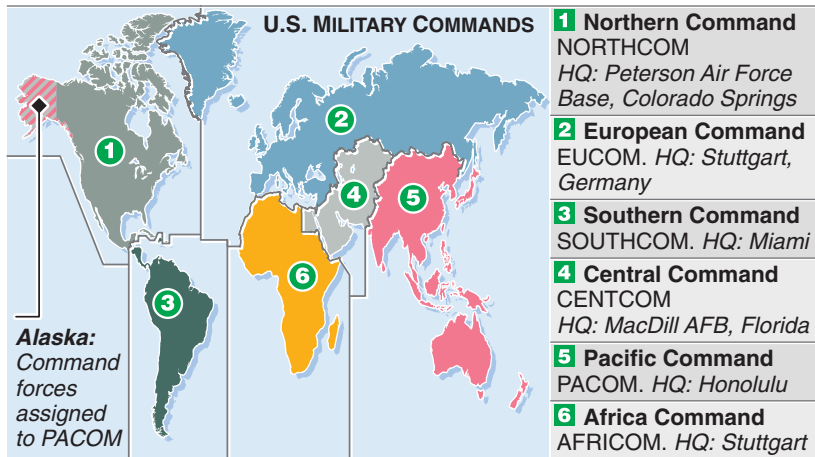 U.S. MILITARY COMMANDS
1
2
3
4
5
6
Alaska:
Command
forces
assigned
to PACOM
1 Northern Command
NORTHCOM
HQ: Peterson Air Force
Base, Colorado Springs
2 European Command
EUCOM. HQ: Stuttgart,
Germany
3 Southern Command
SOUTHCOM. HQ: Miami
4 Central Command
CENTCOM
HQ: MacDill AFB, Florida
5 Pacific Command
PACOM. HQ: Honolulu
6 Africa Command
AFRICOM. HQ: Stuttgart